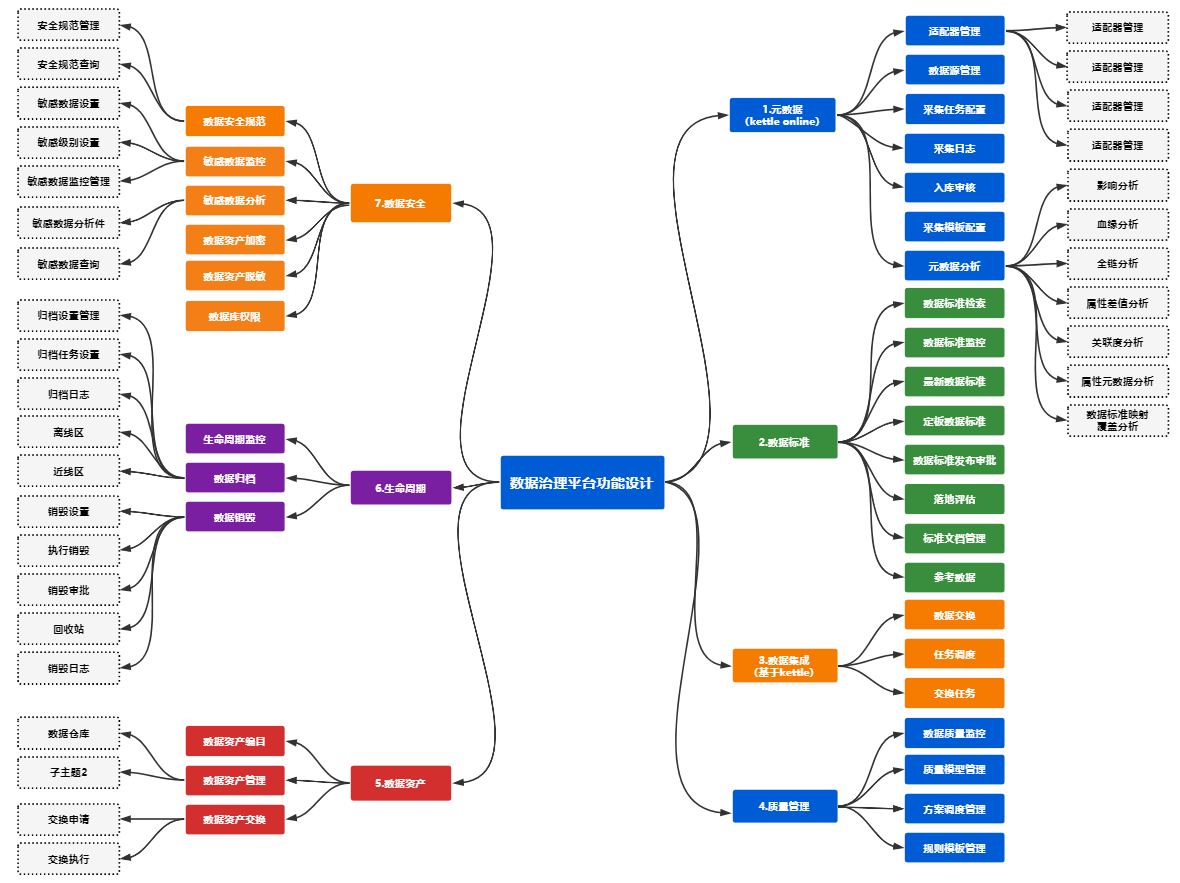 数据治理平台功能设计
1.元数据
(kettle online)
适配器管理
适配器管理
适配器管理
适配器管理
适配器管理
数据源管理
采集任务配置
采集日志
入库审核
采集模板配置
元数据分析
影响分析
血缘分析
全链分析
属性差值分析
关联度分析
属性元数据分析
数据标准映射
覆盖分析
2.数据标准
数据标准检索
数据标准监控
最新数据标准
定板数据标准
数据标准发布审批
落地评估
标准文档管理
参考数据
3.数据集成
(基于kettle)
数据交换
任务调度
交换任务
4.质量管理
数据质量监控
质量模型管理
方案调度管理
规则模板管理
5.数据资产
数据资产编目
数据资产管理
数据仓库
子主题2
数据资产交换
交换申请
交换执行
6.生命周期
生命周期监控
数据归档
归档设置管理
归档任务设置
归档日志
离线区
近线区
数据销毁
销毁设置
执行销毁
销毁审批
回收站
销毁日志
7.数据安全
数据安全规范
安全规范管理
安全规范查询
敏感数据监控
敏感数据设置
敏感级别设置
敏感数据监控管理
敏感数据分析
敏感数据分析件
敏感数据查询
数据资产加密
数据资产脱敏
数据库权限